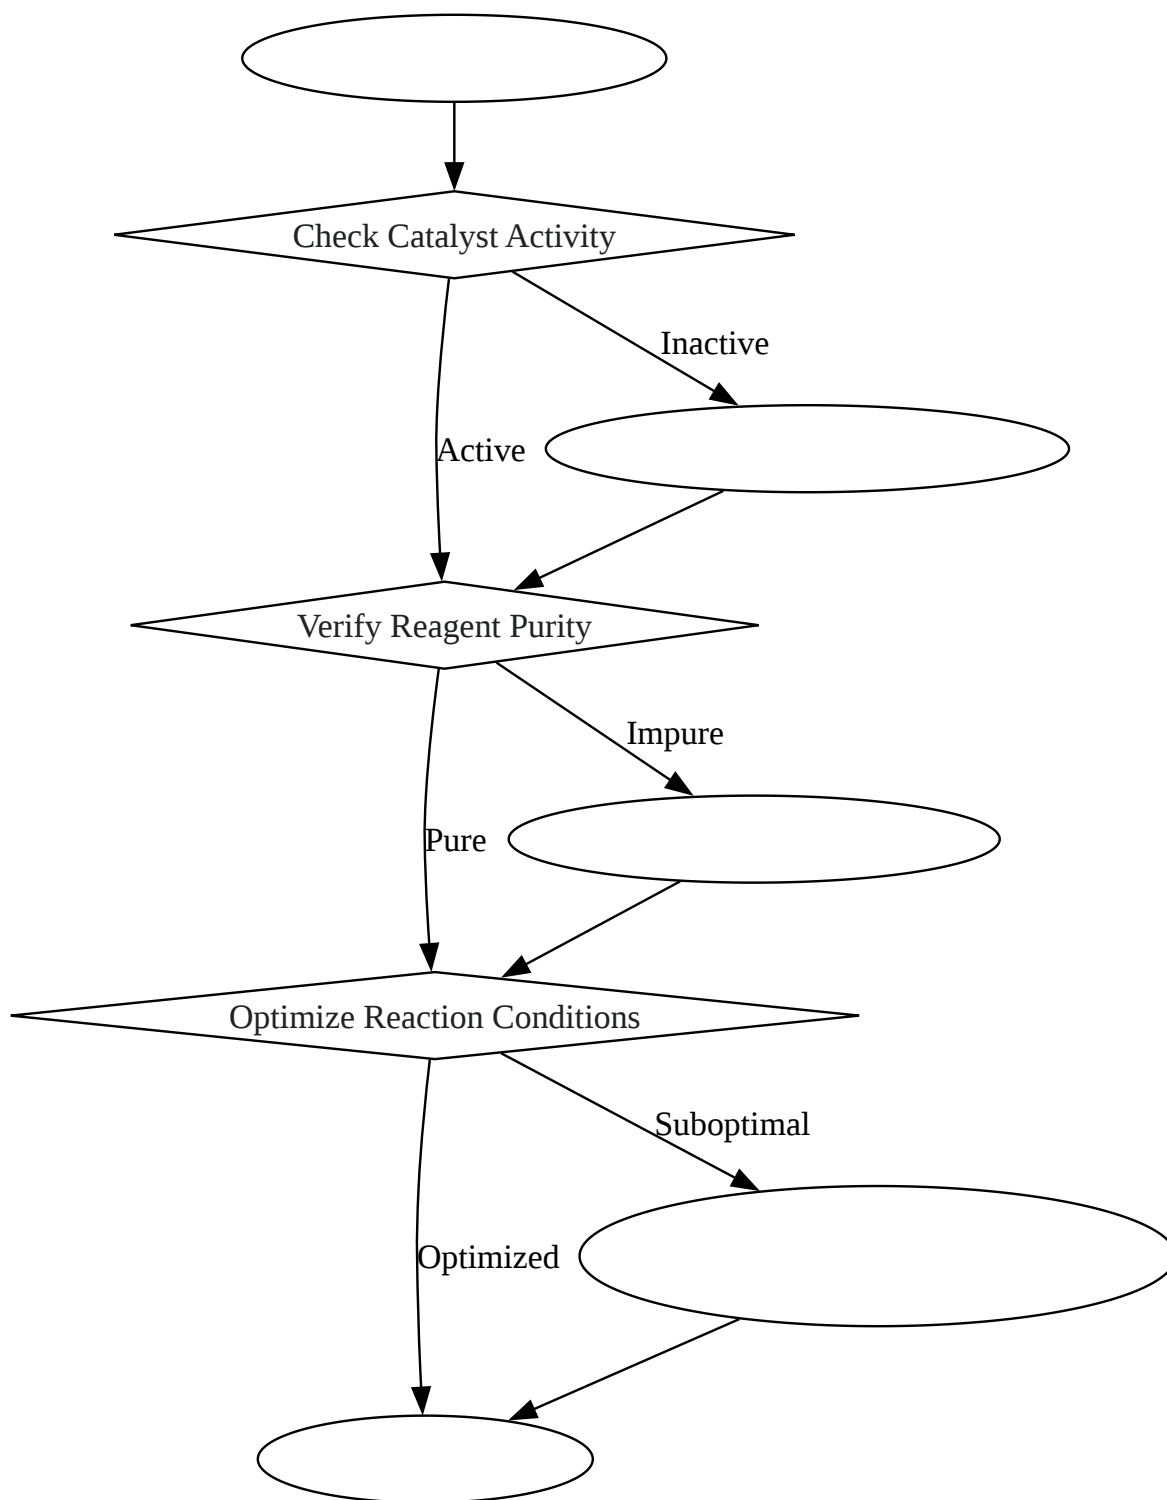 Check Catalyst Activity
Inactive
Active
Verify Reagent Purity
Impure
Pure
Optimize Reaction Conditions
Suboptimal
Optimized